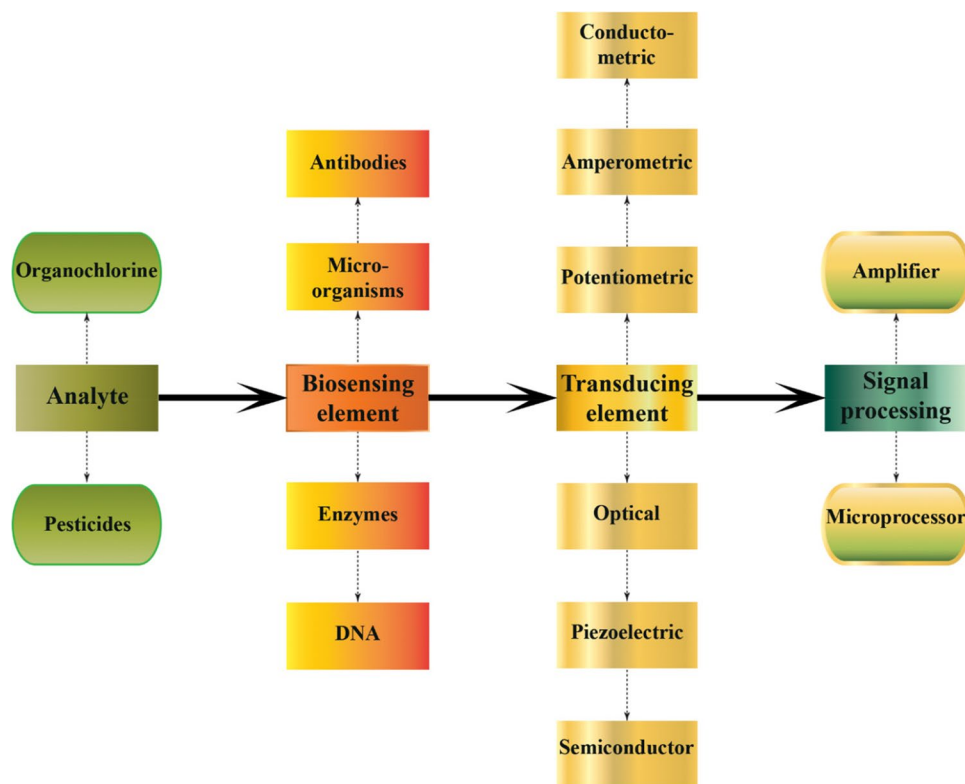 Conducto-
metric
Antibodies
Amperometric
Organochlorine
Micro-
organisms
Potentiometric
Amplifier
Analyte
Biosensing
element
Transducing
element
Signal
processing
Pesticides
Enzymes
Optical
Microprocessor
DNA
Piezoelectric
Semiconductor